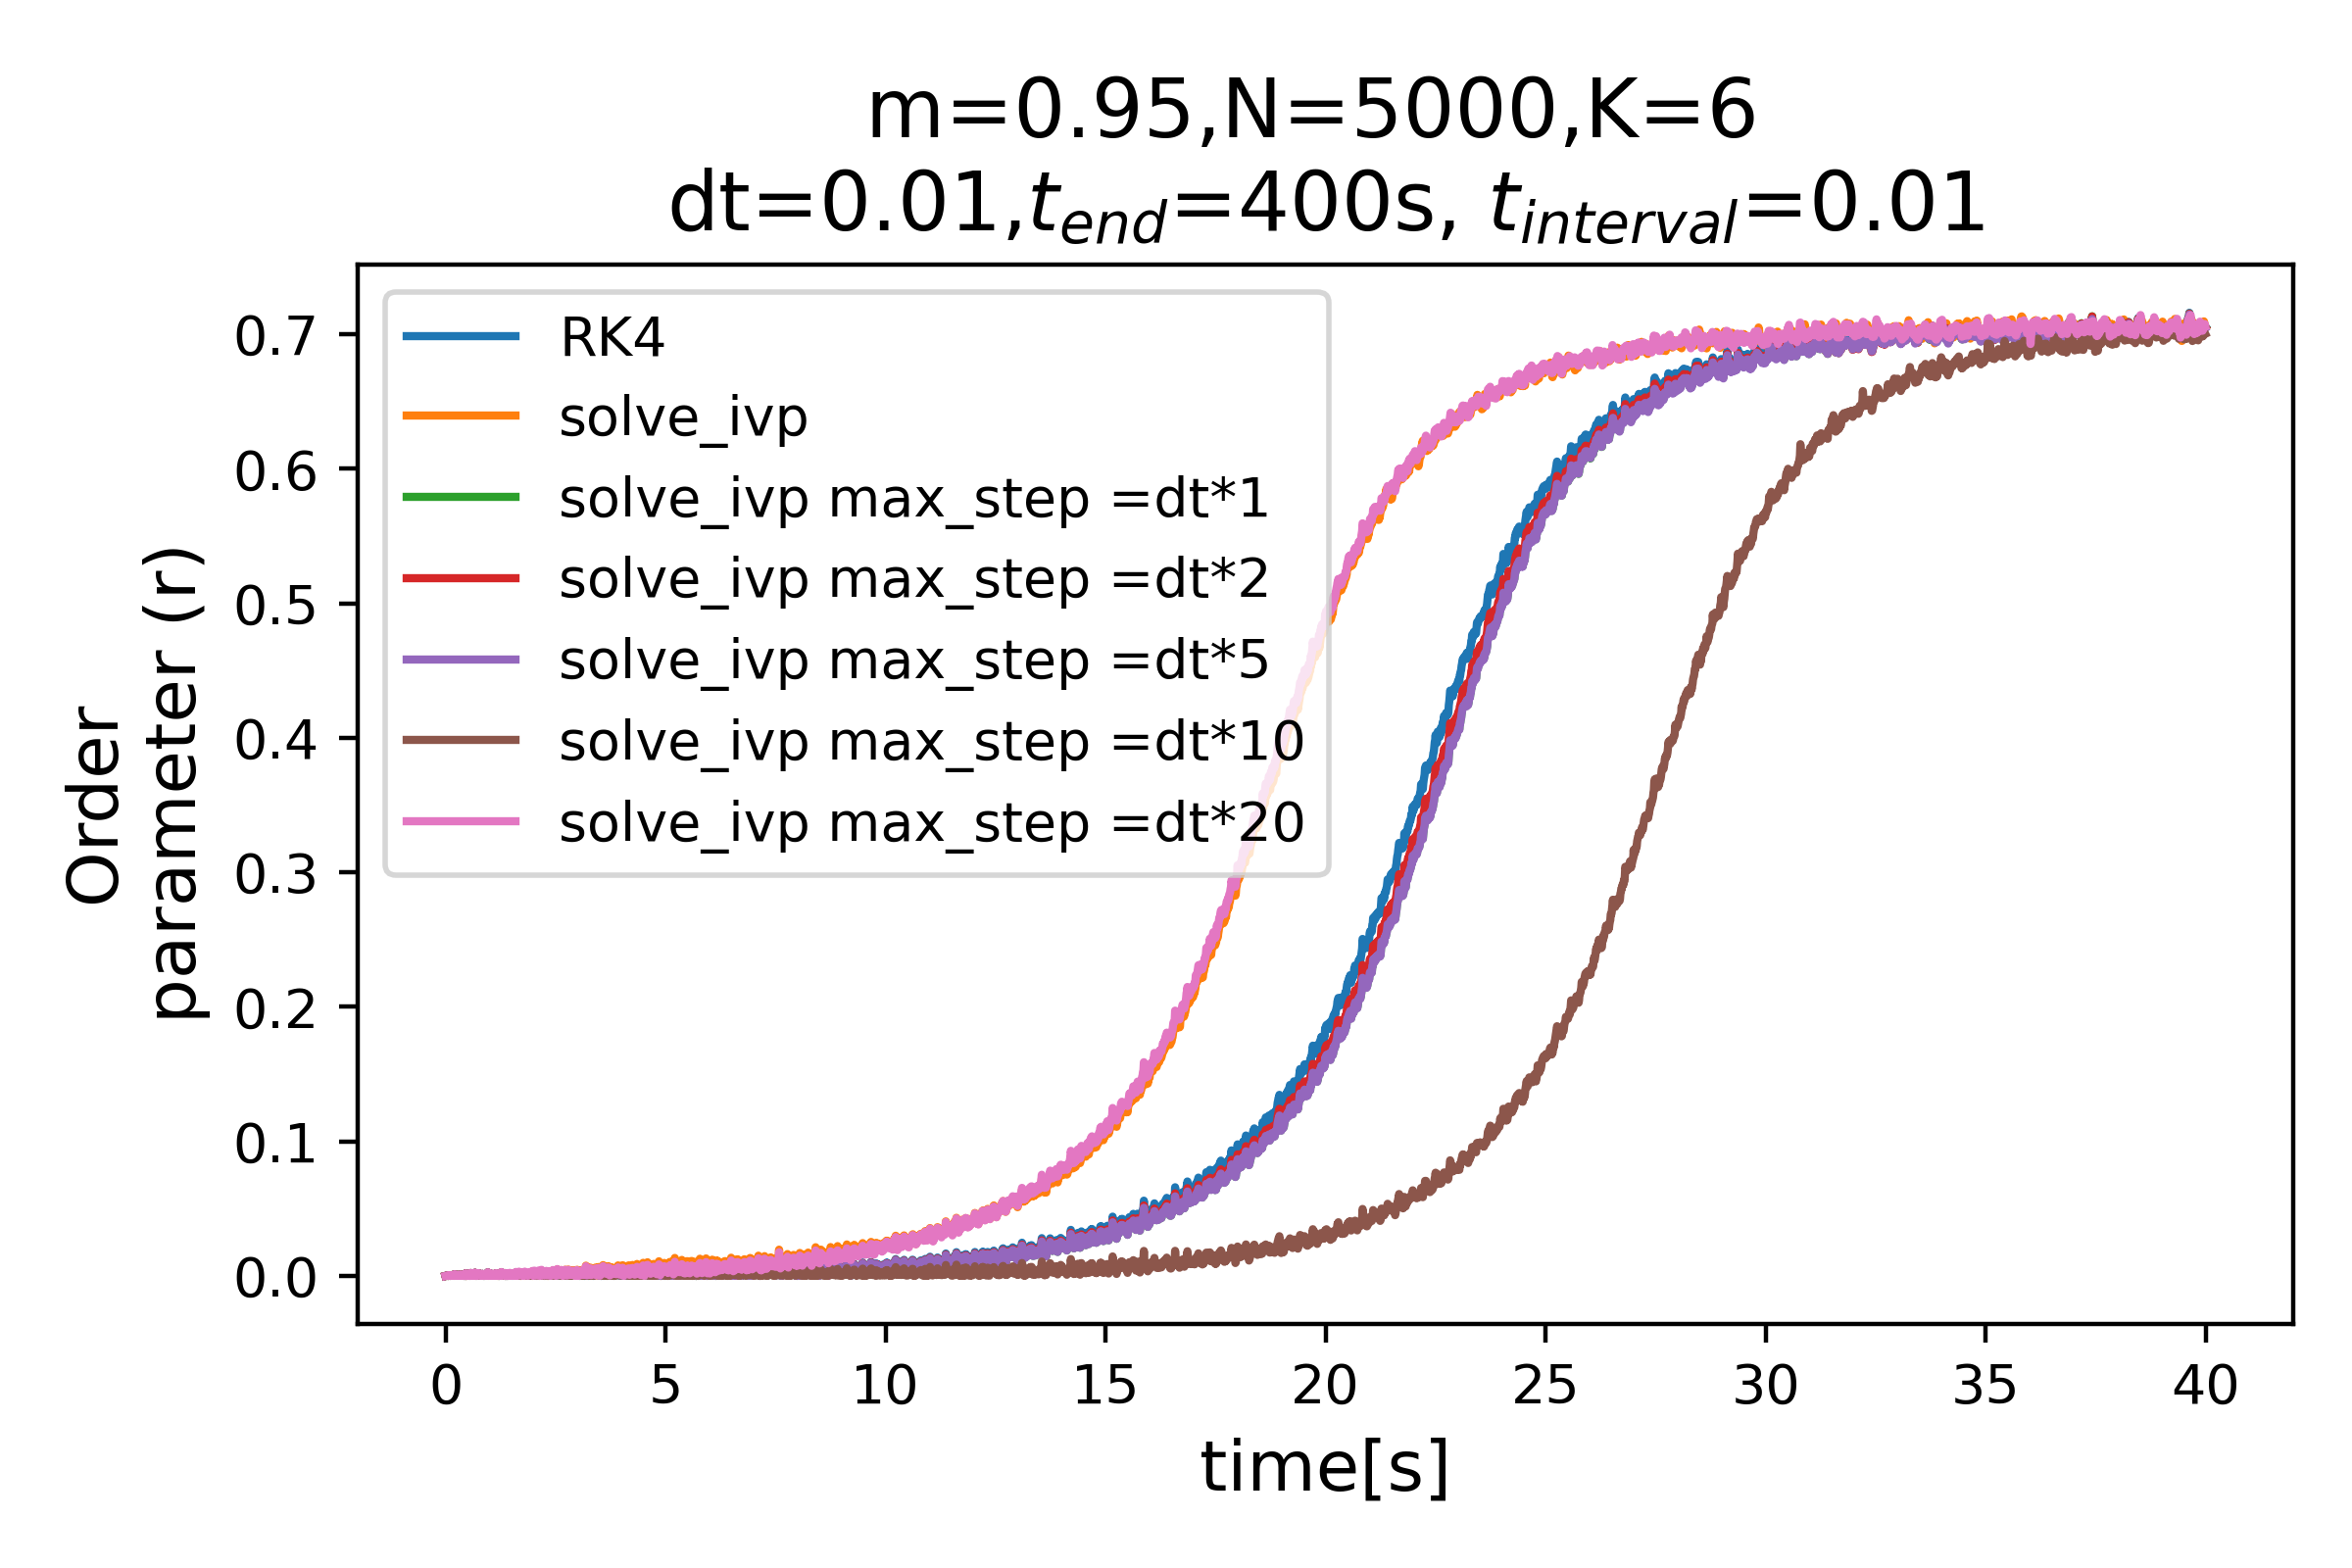 m=0.95,N=5000,K=6
dt=0.01,t_end=400s, t_interval=0.01
RK4
solve_ivp
solve_ivp max_step =dt*1
solve_ivp max_step =dt*2
solve_ivp max_step =dt*5
solve_ivp max_step =dt*10
solve_ivp max_step =dt*20
Order
parameter (r)
0.7
0.6
0.5
0.4
0.3
0.2
0.1
0.0
0 5 10 15 20 25 30 35 40
time[s]